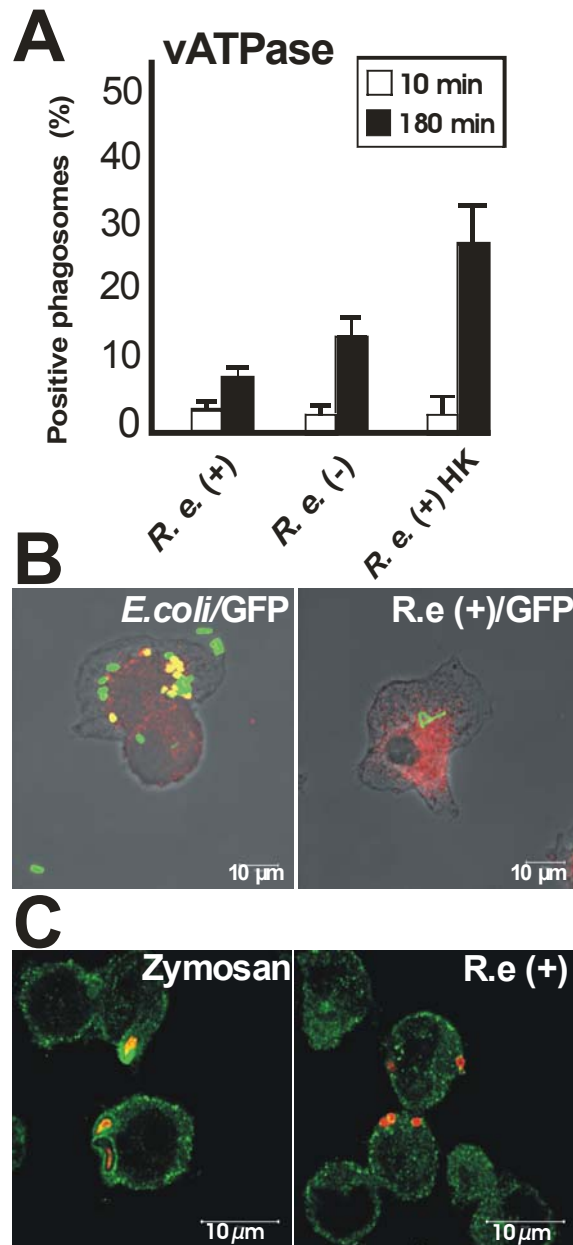 A
vATPase
Positive phagosomes (%)
50
40
30
20
10
0
10 min
180 min
R. e. (+)
R. e. (-)
R. e. (+) HK
B
E.coli/GFP
R.e (+)/GFP
10 µm
10 µm
C
Zymosan
R.e (+)
10 µm
10 µm